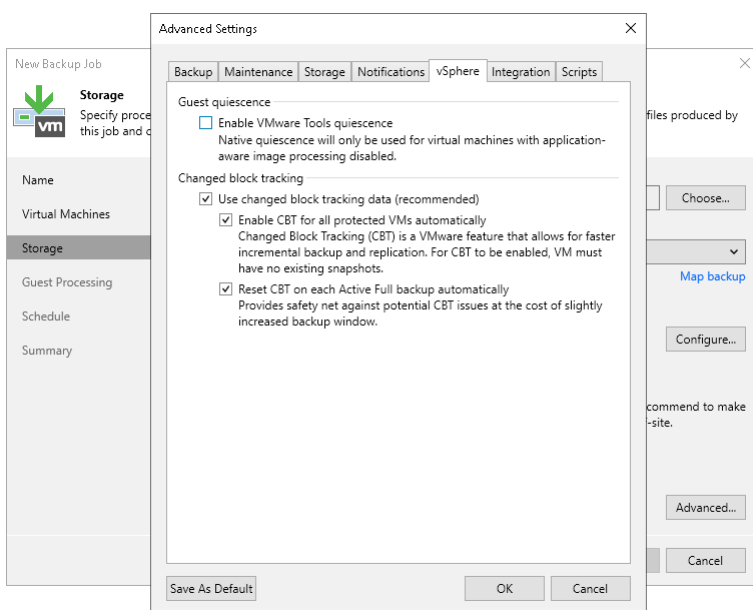 Advanced Settings
New Backup Job
Storage
Specify proce
this job and c
files produced by
vm
Name
Virtual Machines
Storage
Guest Processing
Schedule
Summary
Backup Maintenance Storage Notifications vSphere Integration Scripts
Guest quiescence
Enable VMware Tools quiescence
Native quiescence will only be used for virtual machines with application-
aware image processing disabled.
Changed block tracking
Use changed block tracking data (recommended)
Enable CBT for all protected VMs automatically
Changed Block Tracking (CBT) is a VMware feature that allows for faster
incremental backup and replication. For CBT to be enabled, VM must
have no existing snapshots.
Reset CBT on each Active Full backup automatically
Provides safety net against potential CBT issues at the cost of slightly
increased backup window.
Choose...
Map backup
Configure...
commend to make
-site.
Advanced...
Cancel
Save As Default OK Cancel